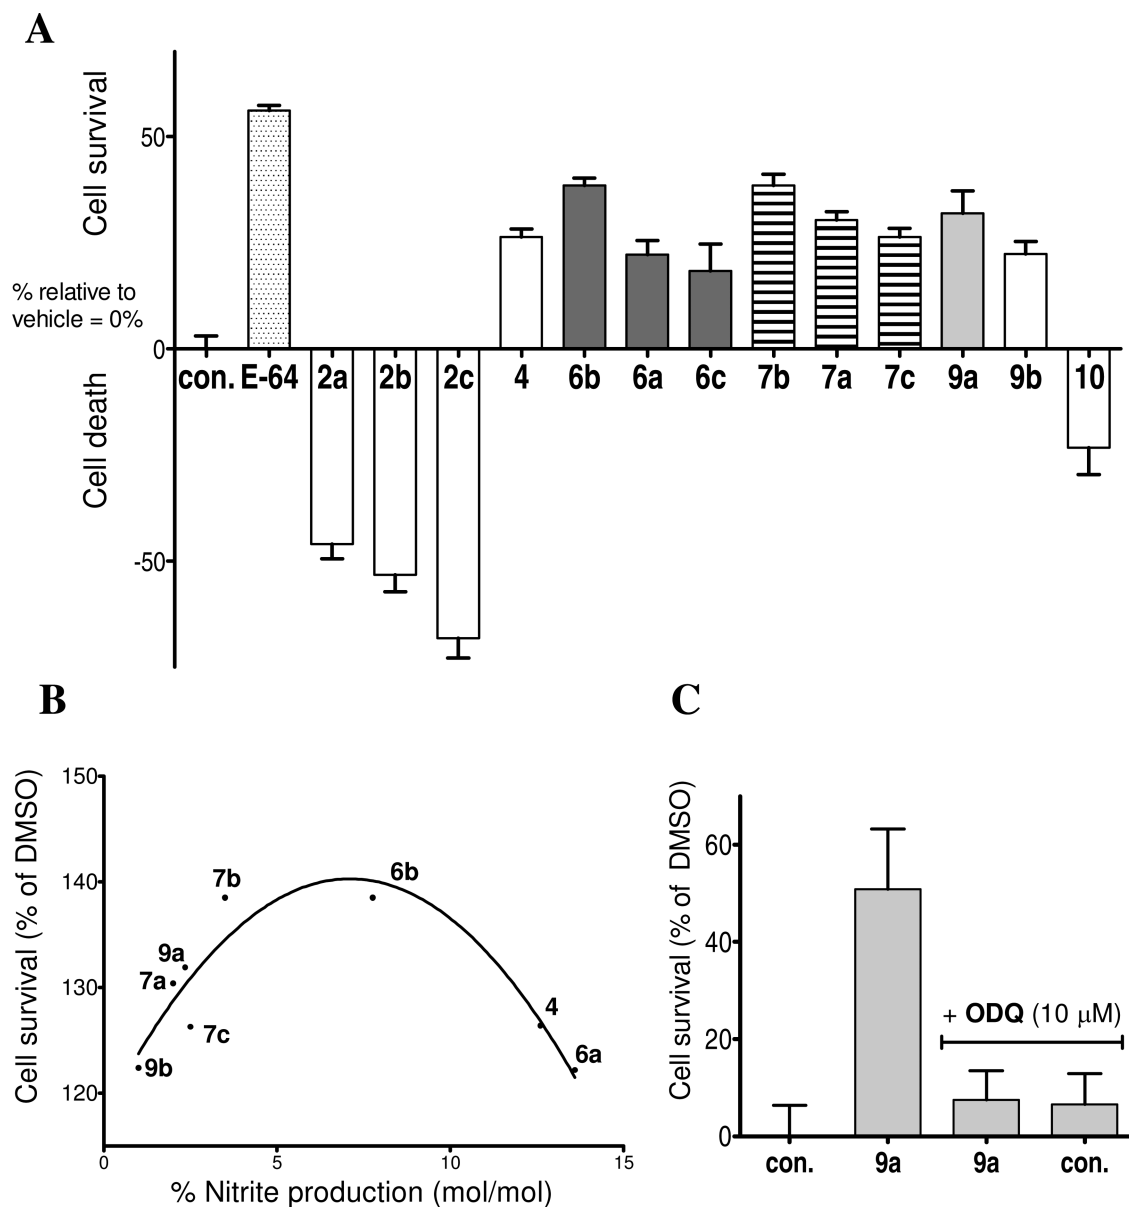 A
Cell survival
50
% relative to
vehicle = 0%
0
con. E-64 2a 2b 2c 4 6b 6a 6c 7b 7a 7c 9a 9b 10
Cell death
-50
B
Cell survival (% of DMSO)
150
140
130
120
7b
6b
9a
7a
7c
9b
4
6a
0 5 10 15
% Nitrite production (mol/mol)
C
Cell survival (% of DMSO)
60
40
20
0
+ ODQ (10 μM)
con. 9a 9a con.